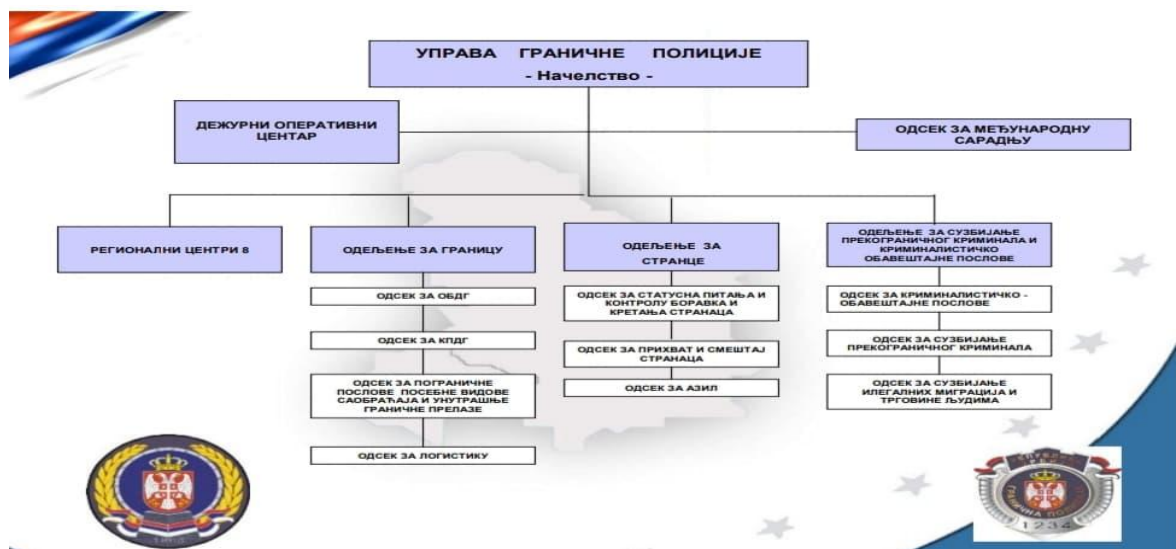 УПРАВА ГРАНИЧНЕ ПОЛИЦИЈЕ
- Начелство -
ДЕЖУРНИ ОПЕРАТИВНИ
ЦЕНТАР
ОДСЕК ЗА МЕЂУНАРОДНУ
САРАДЊУ
РЕГИОНАЛНИ ЦЕНТРИ 8
ОДЕЉЕЊЕ ЗА ГРАНИЦУ
ОДСЕК ЗА ОБДГ
ОДСЕК ЗА КПДГ
ОДСЕК ЗА ПОГРАНИЧНЕ
ПОСЛОВЕ ПОСЕБНЕ ВИДОВЕ
САОБРАЋАЈА И УНУТРАШЊЕ
ГРАНИЧНЕ ПРЕЛАЗЕ
ОДСЕК ЗА ЛОГИСТИКУ
ОДЕЉЕЊЕ ЗА
СТРАНЦЕ
ОДСЕК ЗА СТАТУСНА ПИТАЊА И
КОНТРОЛУ БОРАВКА И
КРЕТАЊА СТРАНАЦА
ОДСЕК ЗА ПРИХВАТ И СМЕШТАЈ
СТРАНАЦА
ОДСЕК ЗА АЗИЛ
ОДЕЉЕЊЕ ЗА СУЗБИЈАЊЕ
ПРЕКОГРАНИЧНОГ КРИМИНАЛА И
КРИМИНАЛИСТИЧКО
ОБАВЕШТАЈНЕ ПОСЛОВЕ
ОДСЕК ЗА КРИМИНАЛИСТИЧКО -
ОБАВЕШТАЈНЕ ПОСЛОВЕ
ОДСЕК ЗА СУЗБИЈАЊЕ
ПРЕКОГРАНИЧНОГ КРИМИНАЛА
ОДСЕК ЗА СУЗБИЈАЊЕ
ИЛЕГАЛНИХ МИГРАЦИЈА И
ТРГОВИНЕ ЉУДИМА
ГРАНИЧНА ПОЛИЦИЈА
1234